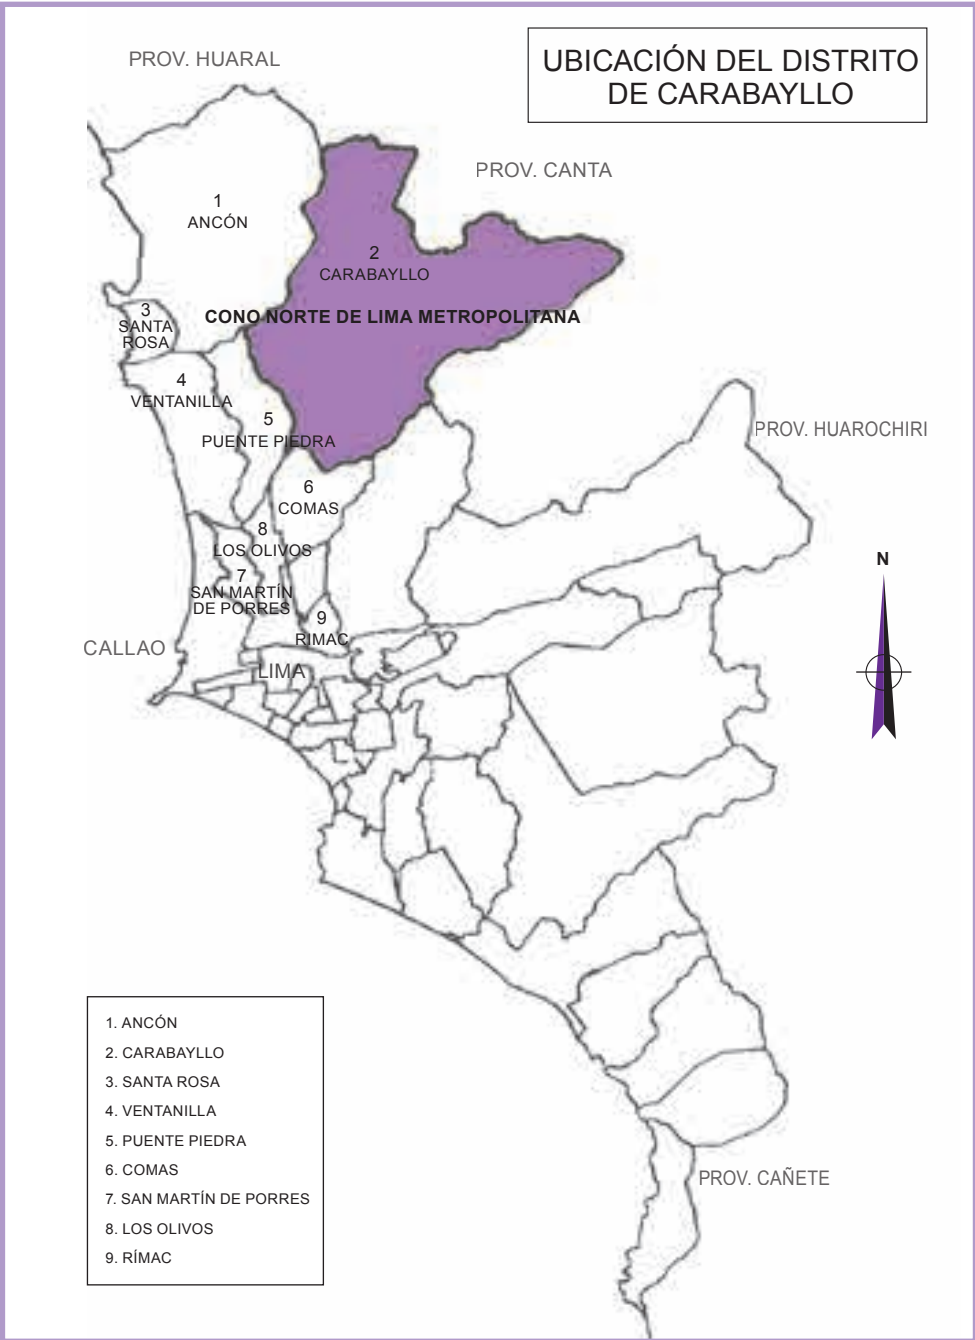 UBICACIÓN DEL DISTRITO
DE CARABAYLLO
PROV. HUARAL
PROV. CANTA
1
ANCÓN
2
CARABAYLLO
3
SANTA
ROSA
CONO NORTE DE LIMA METROPOLITANA
4
VENTANILLA
5
PUENTE PIEDRA
PROV. HUAROCHIRI
6
COMAS
8
LOS OLIVOS
7
SAN MARTÍN
DE PORRES
9
RIMAC
N
CALLAO
LIMA
1. ANCÓN
2. CARABAYLLO
3. SANTA ROSA
4. VENTANILLA
5. PUENTE PIEDRA
6. COMAS
7. SAN MARTÍN DE PORRES
8. LOS OLIVOS
9. RÍMAC
PROV. CAÑETE